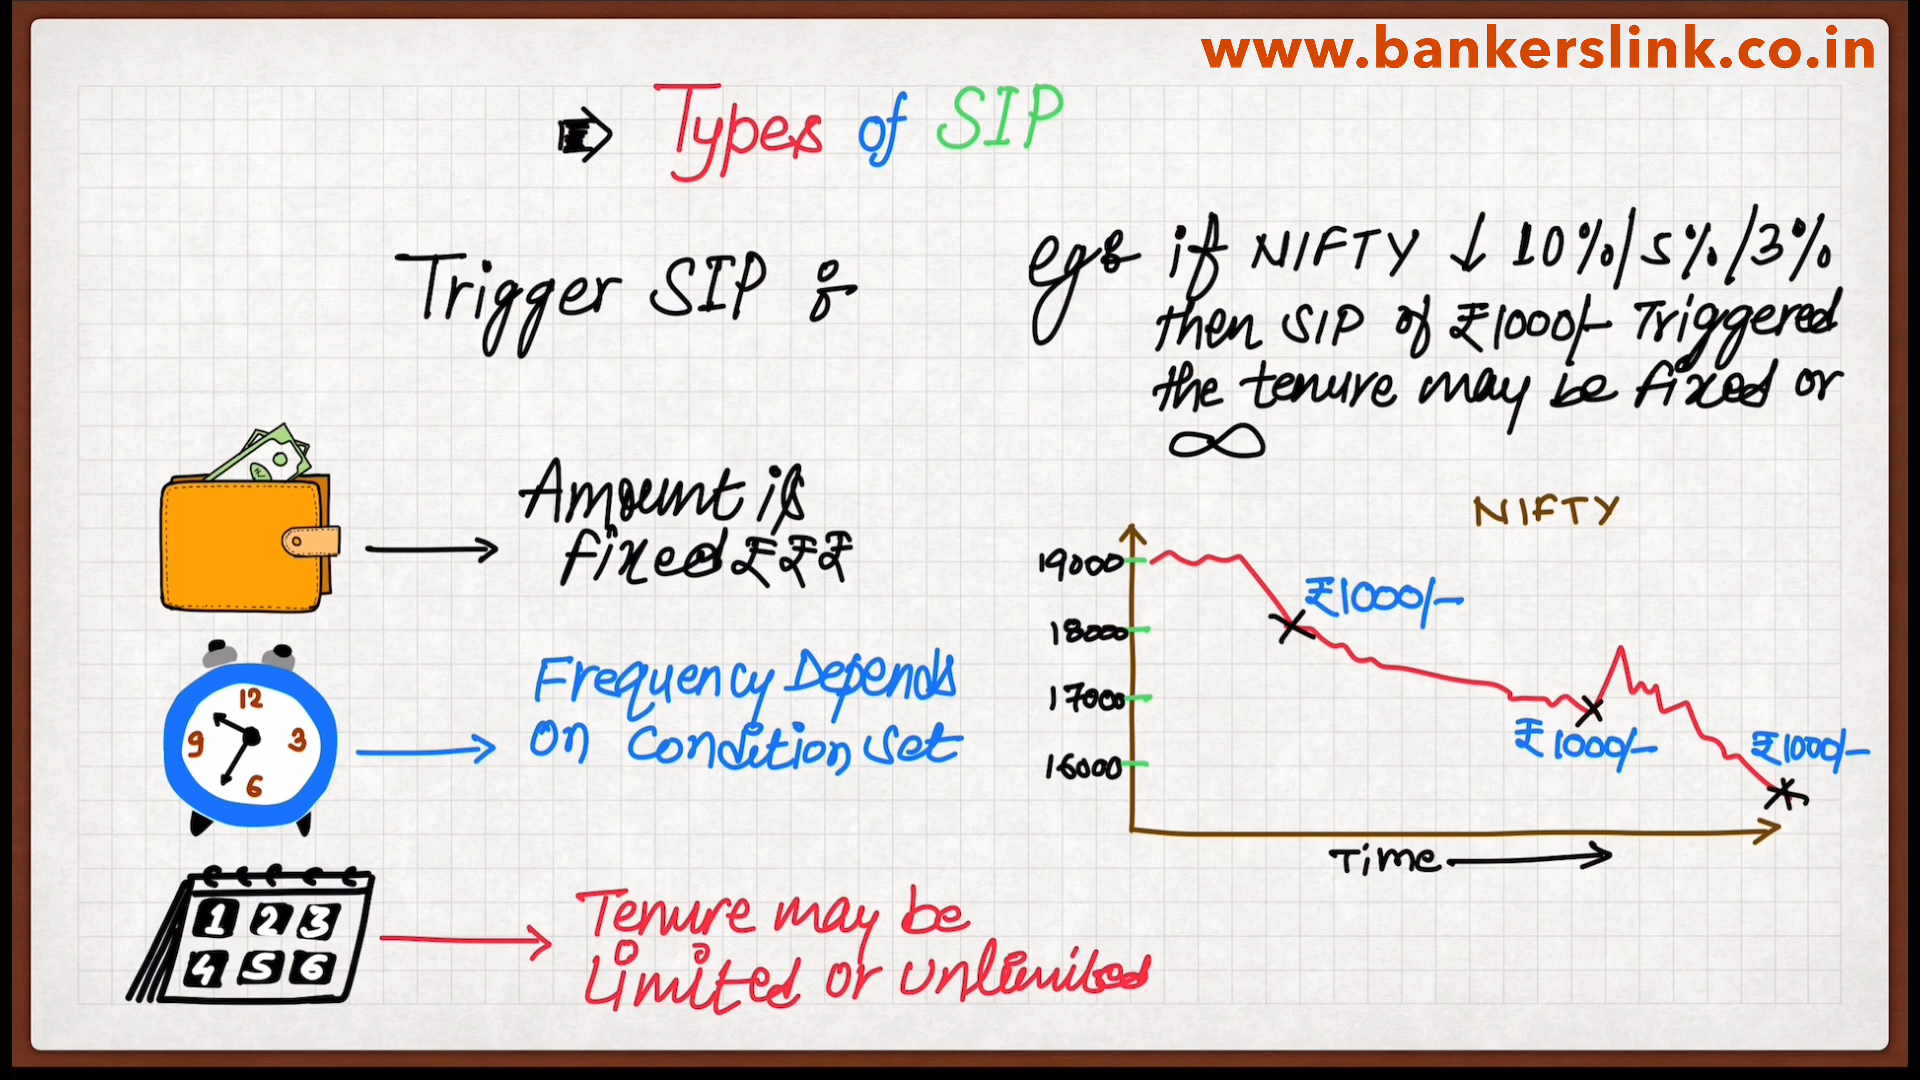 www.bankerslink.co.in
Types of SIP
Trigger SIP :-
eg:- if NIFTY ↓ 10%/5%/3%
then SIP of ₹1000/- Triggered
the tenure may be fixed or
∞
Amount is
fixed ₹₹₹
Frequency Depends
on condition set
Tenure may be
Limited or Unlimited
12
9 3
6
1 2 3
4 5 6
NIFTY
19000
₹1000/-
18000
17000
₹1000/-
₹1000/-
16000
Time